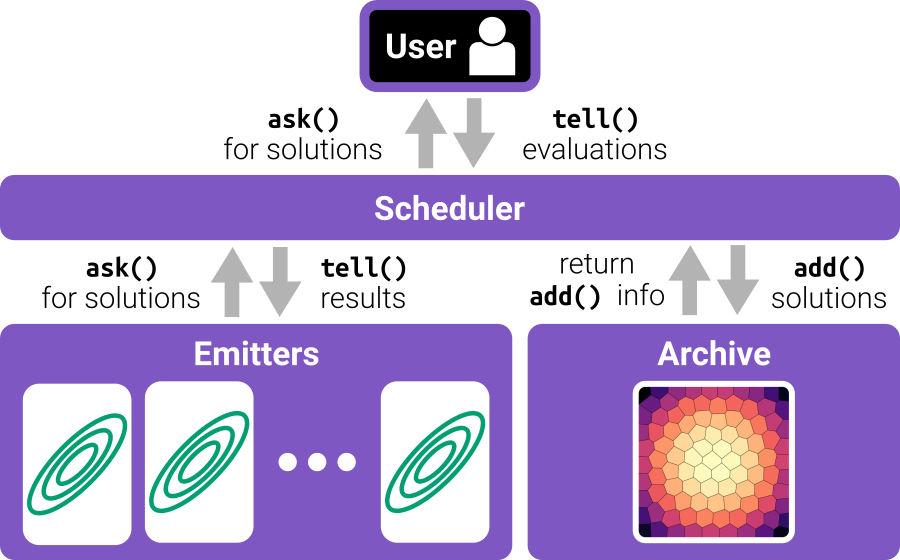 User
ask()
for solutions
tell()
evaluations
Scheduler
ask()
for solutions
tell()
results
return
add() info
add()
solutions
Emitters
Archive